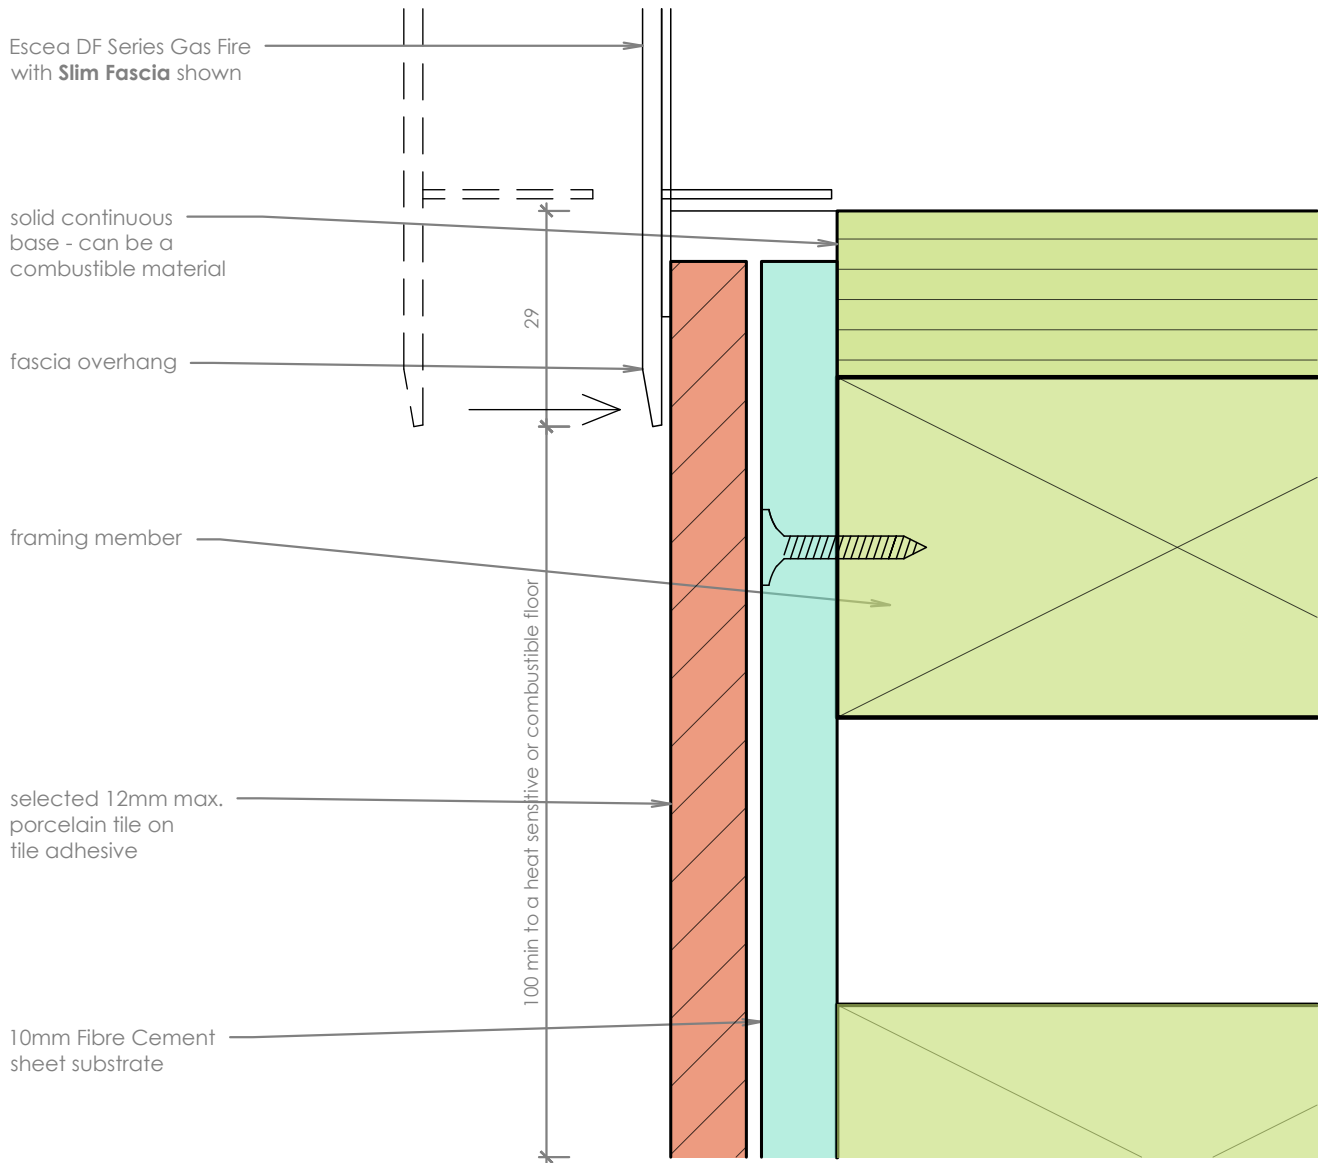 Escea DF Series Gas Fire
with Slim Fascia shown
solid continuous
base - can be a
combustible material
29
fascia overhang
framing member
100 min to a heat sensitive or combustible floor
selected 12mm max.
porcelain tile on
tile adhesive
10mm Fibre Cement
sheet substrate